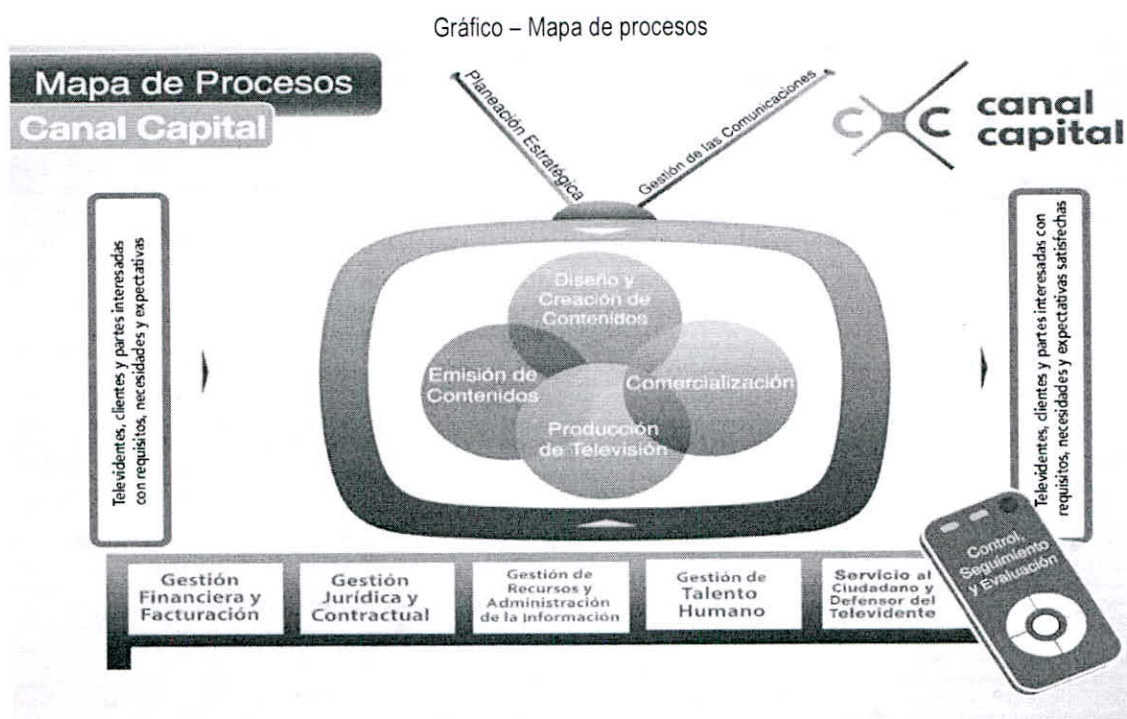 Gráfico – Mapa de procesos
Mapa de Procesos
Canal Capital
Planeación Estratégica
Gestión de las Comunicaciones
canal
capital
Televidentes, clientes y partes interesadas
con requisitos, necesidades y expectativas
Diseño y
Creación de
Contenidos
Emisión de
Contenidos
Comercialización
Producción
de Televisión
Televidentes, clientes y partes interesadas con
requisitos, necesidades y expectativas satisfechas
Gestión
Financiera y
Facturación
Gestión
Jurídica y
Contractual
Gestión de
Recursos y
Administración
de la Información
Gestión de
Talento
Humano
Servicio al
Ciudadano y
Defensor del
Televidente
Control,
Seguimiento
y Evaluación